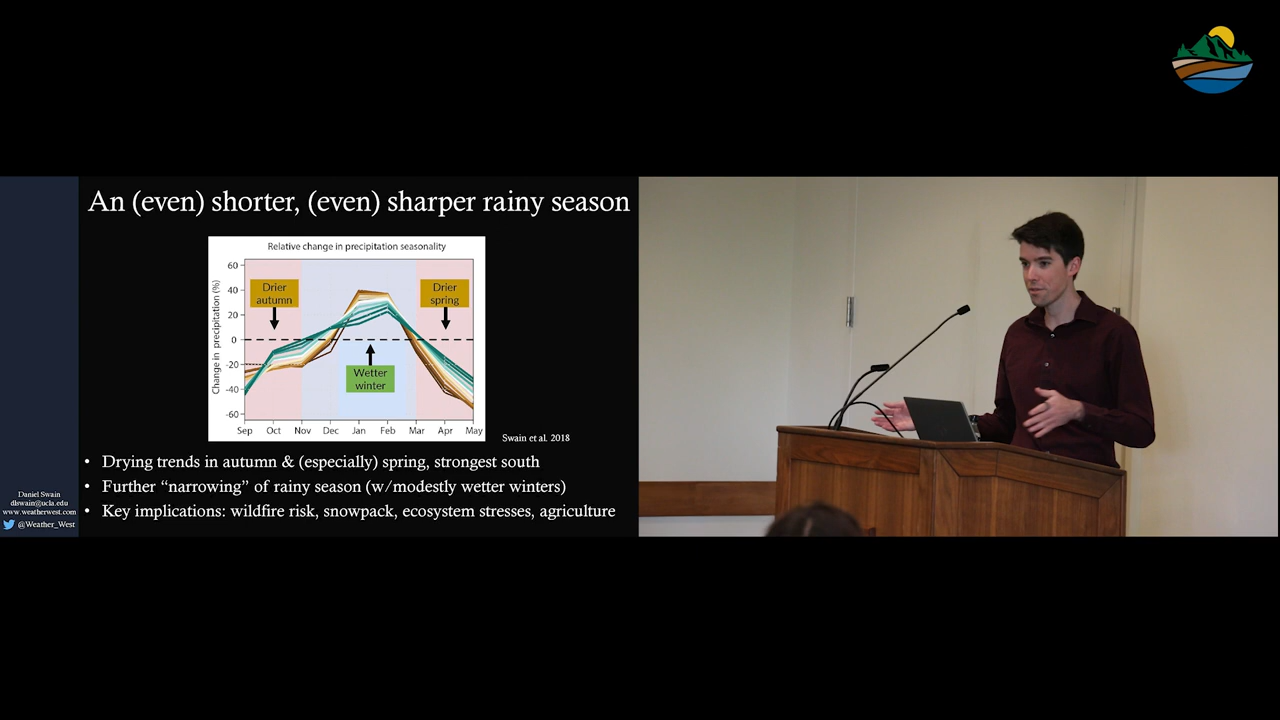 An (even) shorter, (even) sharper rainy season
Relative change in precipitation seasonality
Change in precipitation (%)
60
40
20
0
-20
-40
-60
Drier
autumn
Drier
spring
Wetter
winter
Sep Oct Nov Dec Jan Feb Mar Apr May
Swain et al. 2018
• Drying trends in autumn & (especially) spring, strongest south
• Further “narrowing” of rainy season (w/modestly wetter winters)
• Key implications: wildfire risk, snowpack, ecosystem stresses, agriculture
Daniel Swain
dlswain@ucla.edu
www.weatherwest.com
@Weather_West